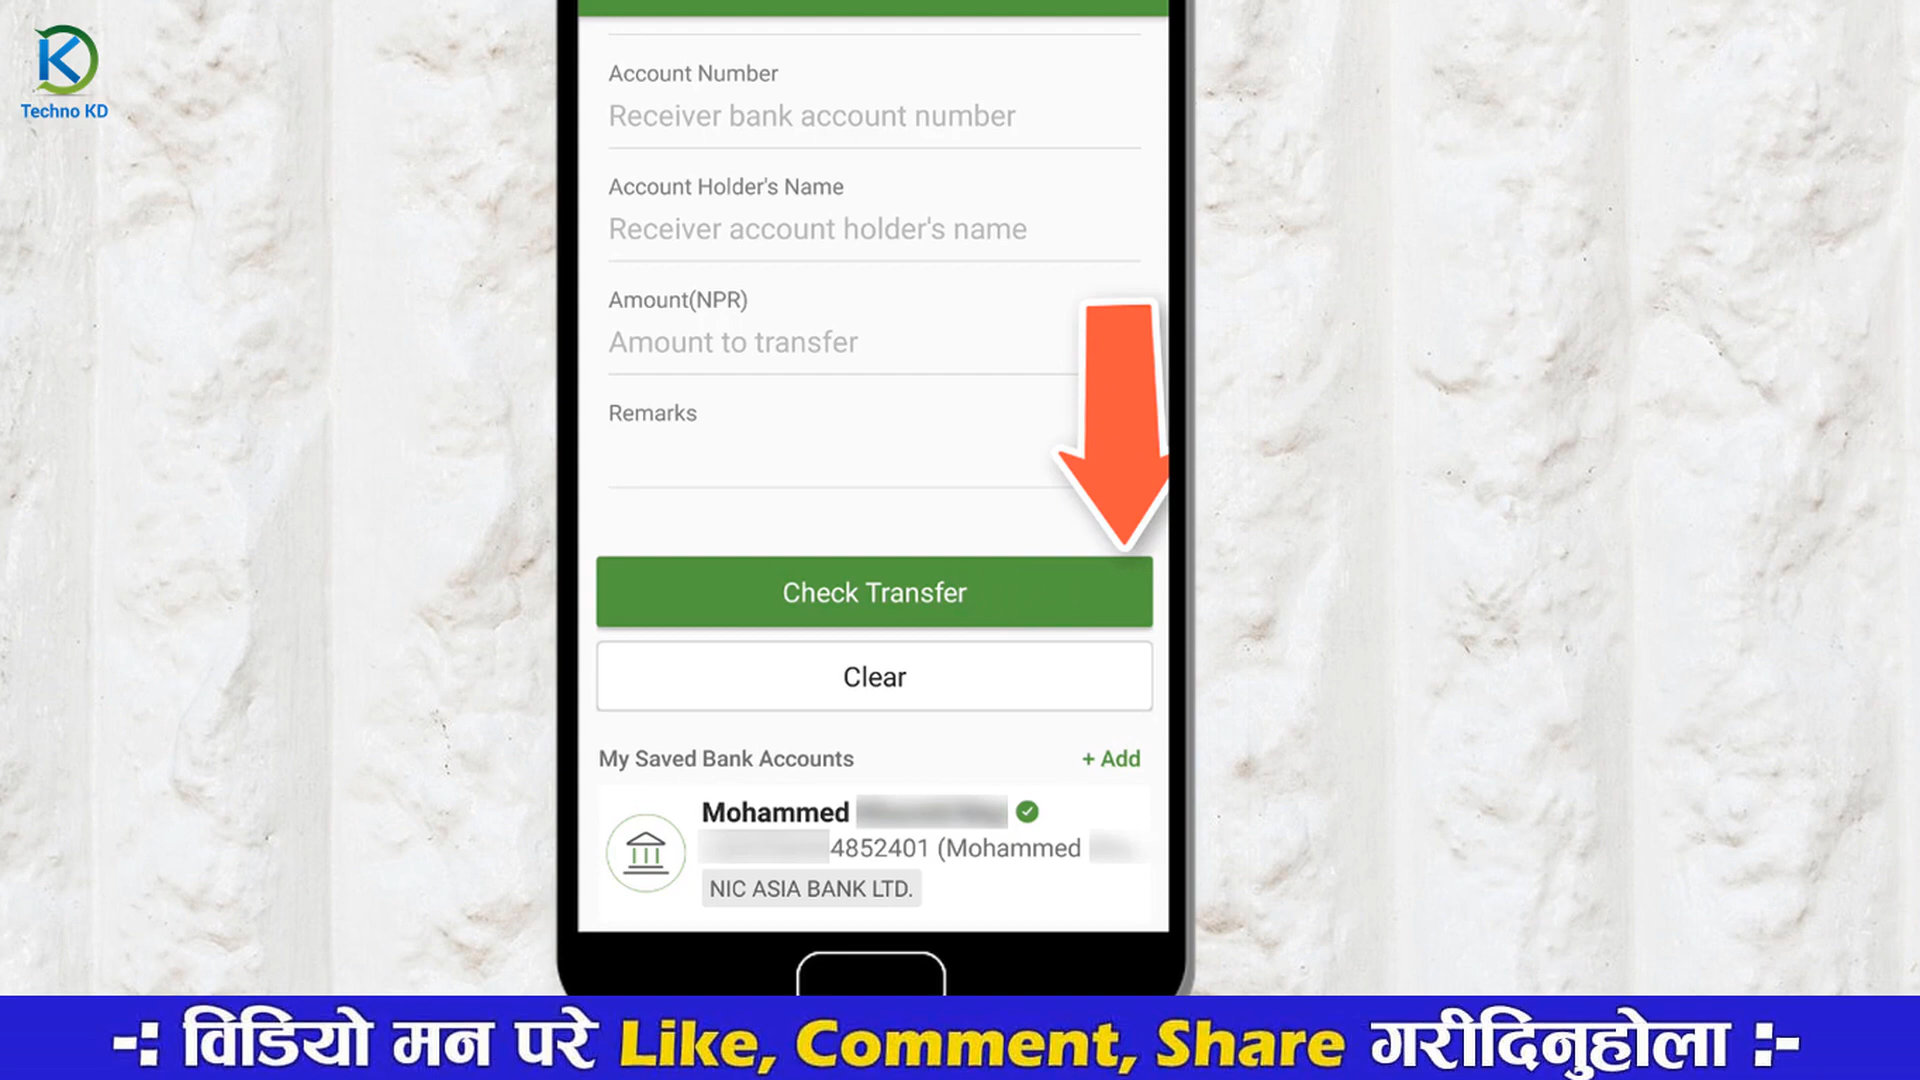 Techno KD
Account Number
Receiver bank account number
Account Holder's Name
Receiver account holder's name
Amount(NPR)
Amount to transfer
Remarks
Check Transfer
Clear
My Saved Bank Accounts
+ Add
Mohammed
4852401 (Mohammed
NIC ASIA BANK LTD.
-: विडियो मन परे Like, Comment, Share गरीदिनुहोला :-